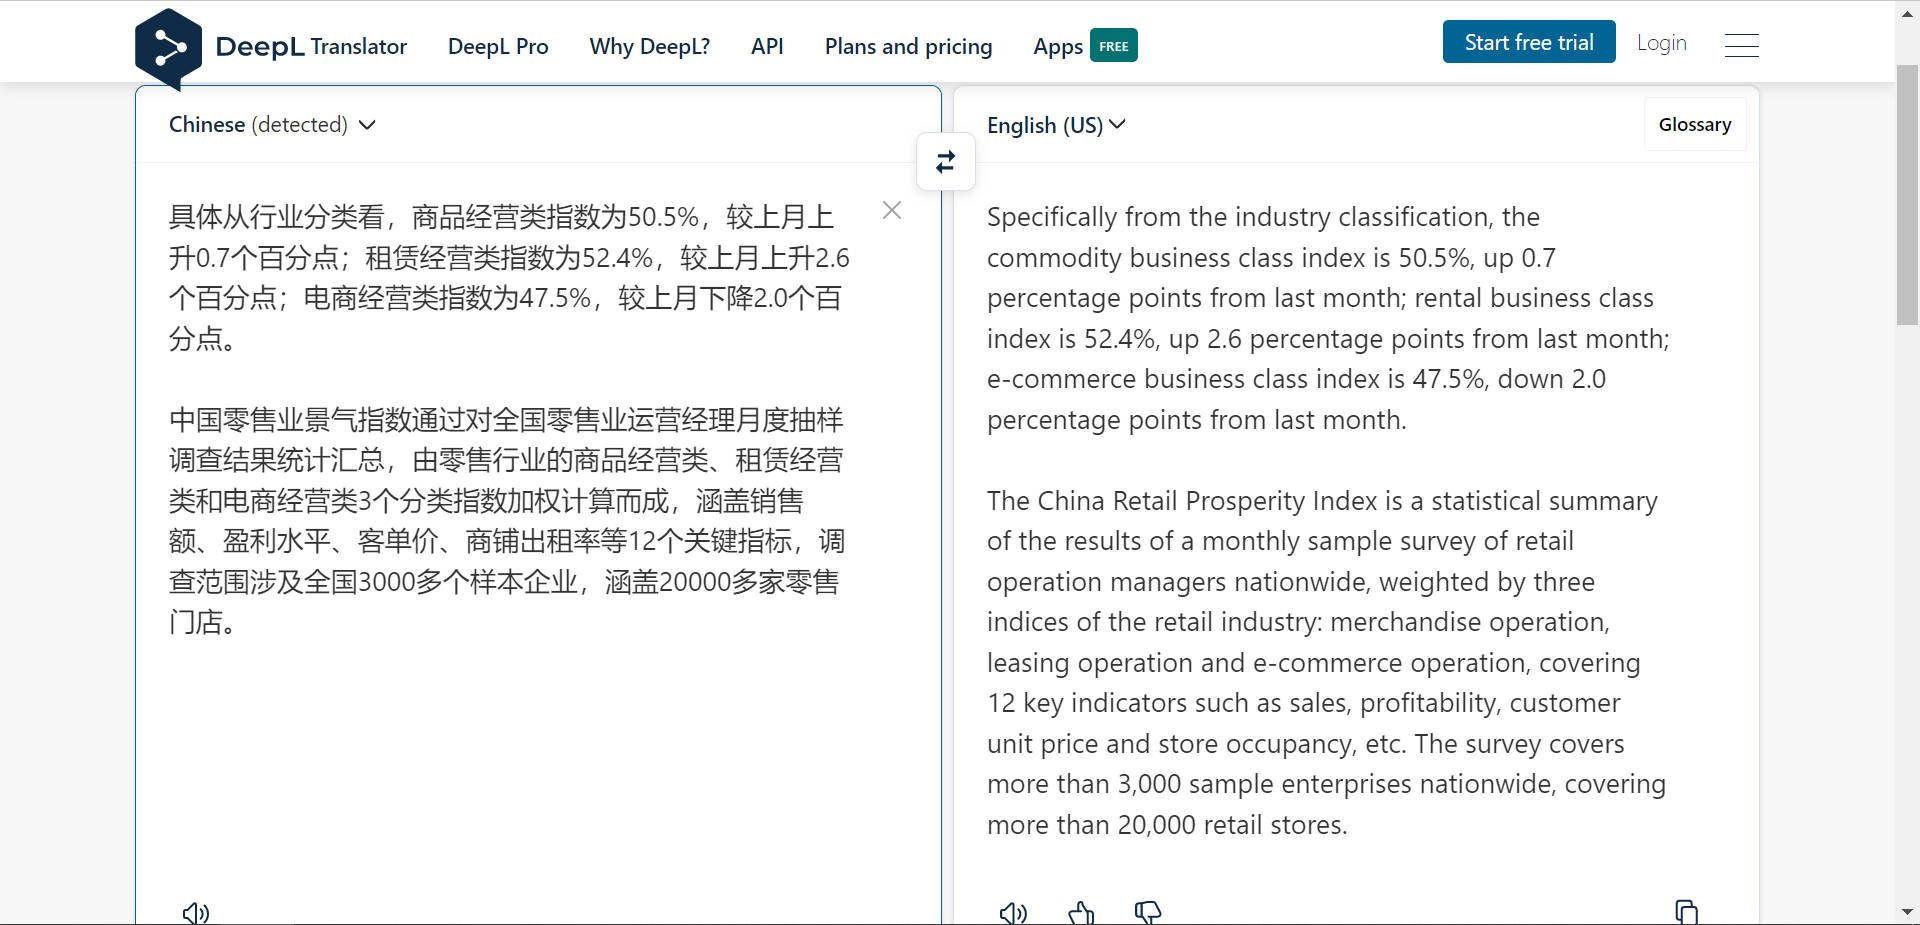 DeepL Translator DeepL Pro Why DeepL? API Plans and pricing Apps FREE Start free trial Login
Chinese (detected)
具体从行业分类看，商品经营类指数为50.5%，较上月上
升0.7个百分点；租赁经营类指数为52.4%，较上月上升2.6
个百分点；电商经营类指数为47.5%，较上月下降2.0个百
分点。
中国零售业景气指数通过对全国零售业运营经理月度抽样
调查结果统计汇总，由零售行业的商品经营类、租赁经营
类和电商经营类3个分类指数加权计算而成，涵盖销售
额、盈利水平、客单价、商铺出租率等12个关键指标，调
查范围涉及全国3000多个样本企业，涵盖20000多家零售
门店。
English (US) Glossary
Specifically from the industry classification, the
commodity business class index is 50.5%, up 0.7
percentage points from last month; rental business class
index is 52.4%, up 2.6 percentage points from last month;
e-commerce business class index is 47.5%, down 2.0
percentage points from last month.
The China Retail Prosperity Index is a statistical summary
of the results of a monthly sample survey of retail
operation managers nationwide, weighted by three
indices of the retail industry: merchandise operation,
leasing operation and e-commerce operation, covering
12 key indicators such as sales, profitability, customer
unit price and store occupancy, etc. The survey covers
more than 3,000 sample enterprises nationwide, covering
more than 20,000 retail stores.